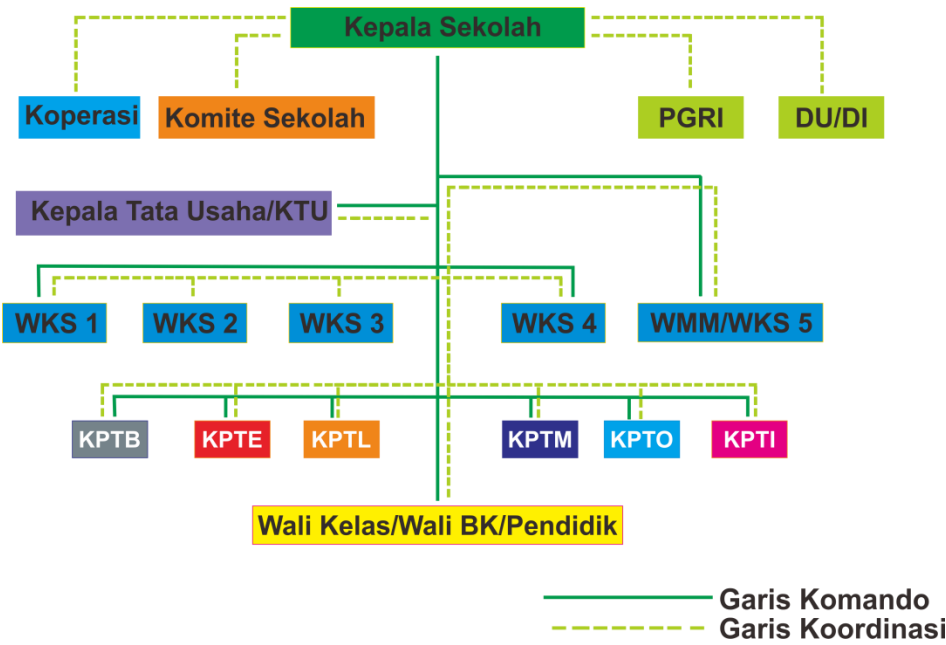 Kepala Sekolah
Koperasi
Komite Sekolah
PGRI
DU/DI
Kepala Tata Usaha/KTU
WKS 1
WKS 2
WKS 3
WKS 4
WMM/WKS 5
KPTB
KPTE
KPTL
KPTM
KPTO
KPTI
Wali Kelas/Wali BK/Pendidik
Garis Komando
Garis Koordinasi